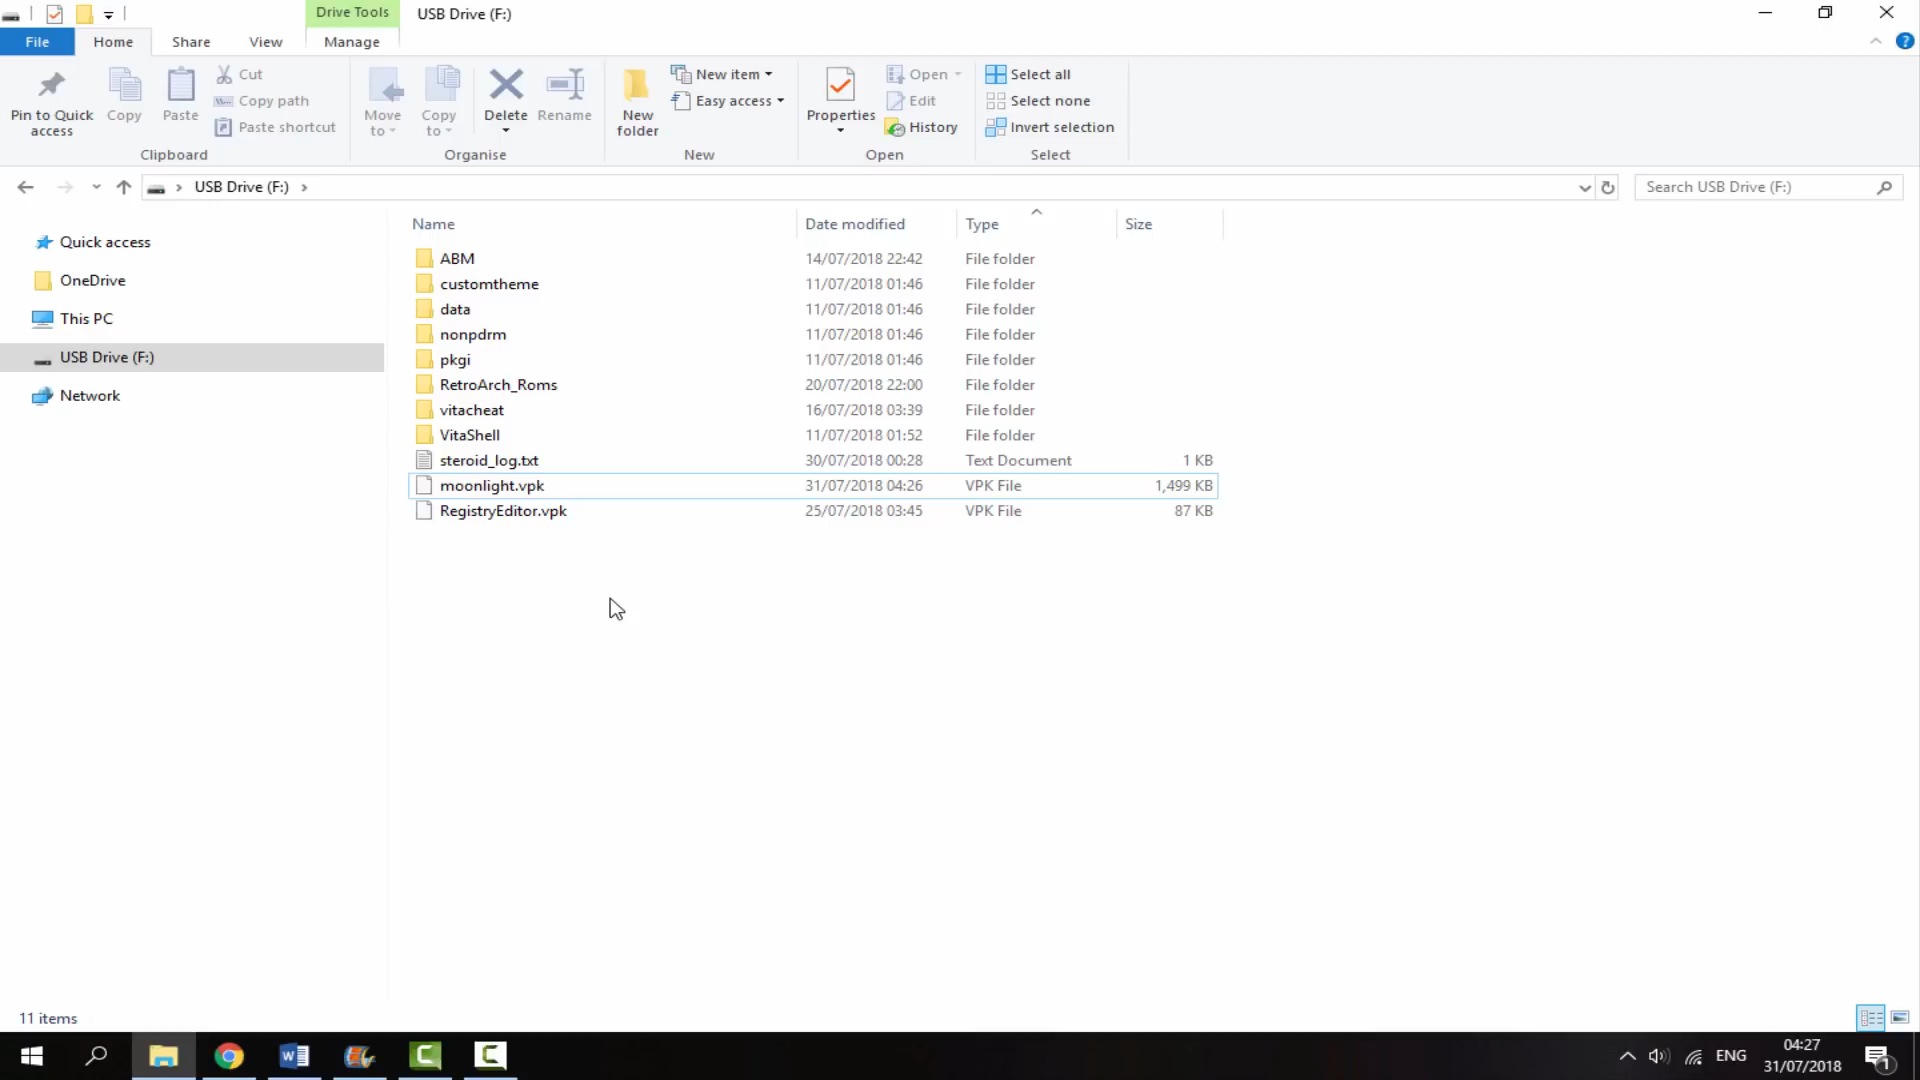 Drive Tools USB Drive (F:)
File Home Share View Manage
Pin to Quick access
Copy
Paste
Cut
Copy path
Paste shortcut
Clipboard
Move to
Copy to
Delete
Rename
Organise
New folder
New item
Easy access
New
Properties
Open
Edit
History
Open
Select all
Select none
Invert selection
Select
USB Drive (F:)
Search USB Drive (F:)
Quick access
OneDrive
This PC
USB Drive (F:)
Network
Name Date modified Type Size
ABM 14/07/2018 22:42 File folder
customtheme 11/07/2018 01:46 File folder
data 11/07/2018 01:46 File folder
nonpdrm 11/07/2018 01:46 File folder
pkgi 11/07/2018 01:46 File folder
RetroArch_Roms 20/07/2018 22:00 File folder
vitacheat 16/07/2018 03:39 File folder
VitaShell 11/07/2018 01:52 File folder
steroid_log.txt 30/07/2018 00:28 Text Document 1 KB
moonlight.vpk 31/07/2018 04:26 VPK File 1,499 KB
RegistryEditor.vpk 25/07/2018 03:45 VPK File 87 KB
11 items
ENG
04:27
31/07/2018
1